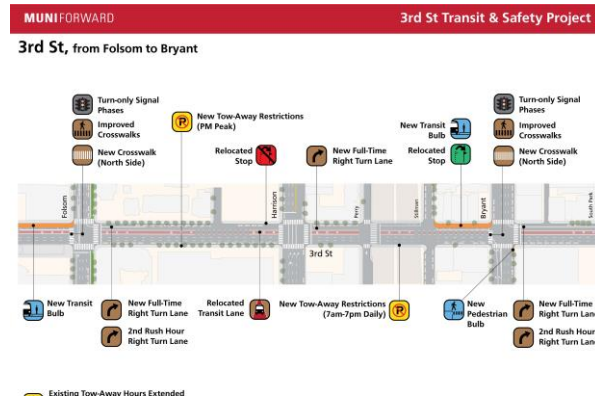 MUNIFORWARD
3rd St Transit & Safety Project
3rd St, from Folsom to Bryant
Turn-only Signal
Phases
Improved
Crosswalks
New Crosswalk
(North Side)
New Tow-Away Restrictions
(PM Peak)
Relocated
Stop
New Full-Time
Right Turn Lane
New Transit
Bulb
Relocated
Stop
Turn-only Signal
Phases
Improved
Crosswalks
New Crosswalk
(North Side)
Folsom
Harrison
Perry
Stillman
Bryant
South Park
3rd St
New Transit
Bulb
New Full-Time
Right Turn Lane
2nd Rush Hour
Right Turn Lane
Relocated
Transit Lane
New Tow-Away Restrictions
(7am-7pm Daily)
New
Pedestrian
Bulb
New Full-Time
Right Turn Lane
2nd Rush Hour
Right Turn Lane
Existing Tow-Away Hours Extended